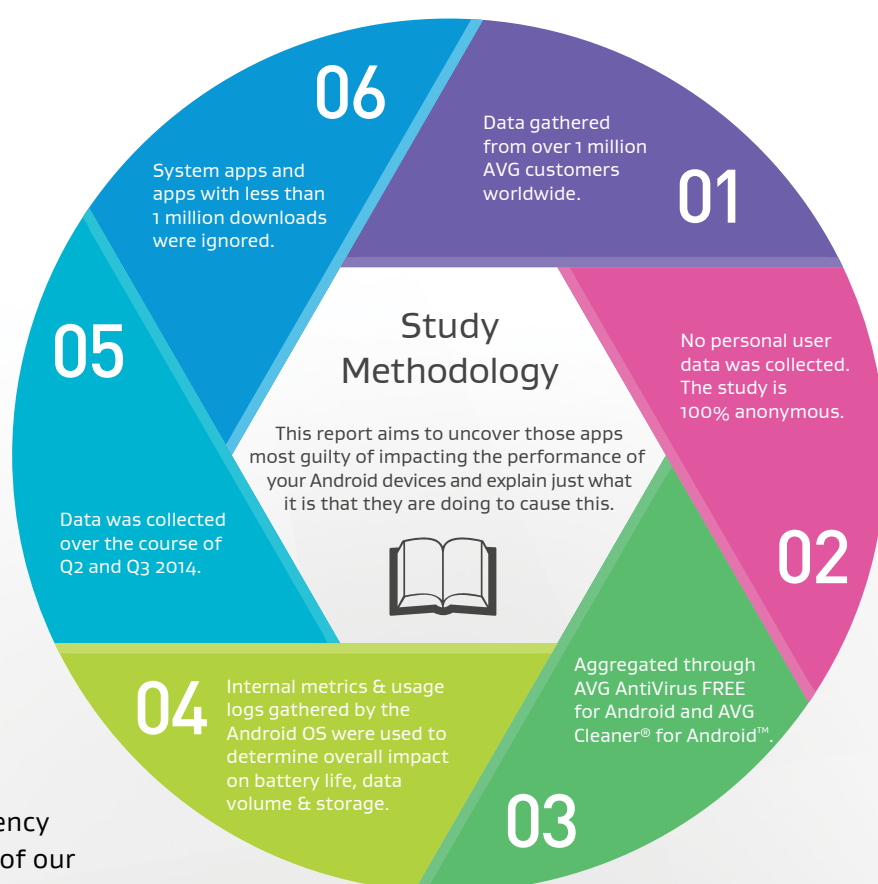 Study
Methodology
This report aims to uncover those apps
most guilty of impacting the performance of
your Android devices and explain just what
it is that they are doing to cause this.
01
Data gathered
from over 1 million
AVG customers
worldwide.
02
No personal user
data was collected.
The study is
100% anonymous.
03
Aggregated through
AVG AntiVirus FREE
for Android and AVG
Cleaner® for Android™.
04
Internal metrics & usage
logs gathered by the
Android OS were used to
determine overall impact
on battery life, data
volume & storage.
05
Data was collected
over the course of
Q2 and Q3 2014.
06
System apps and
apps with less than
1 million downloads
were ignored.
ency
of our